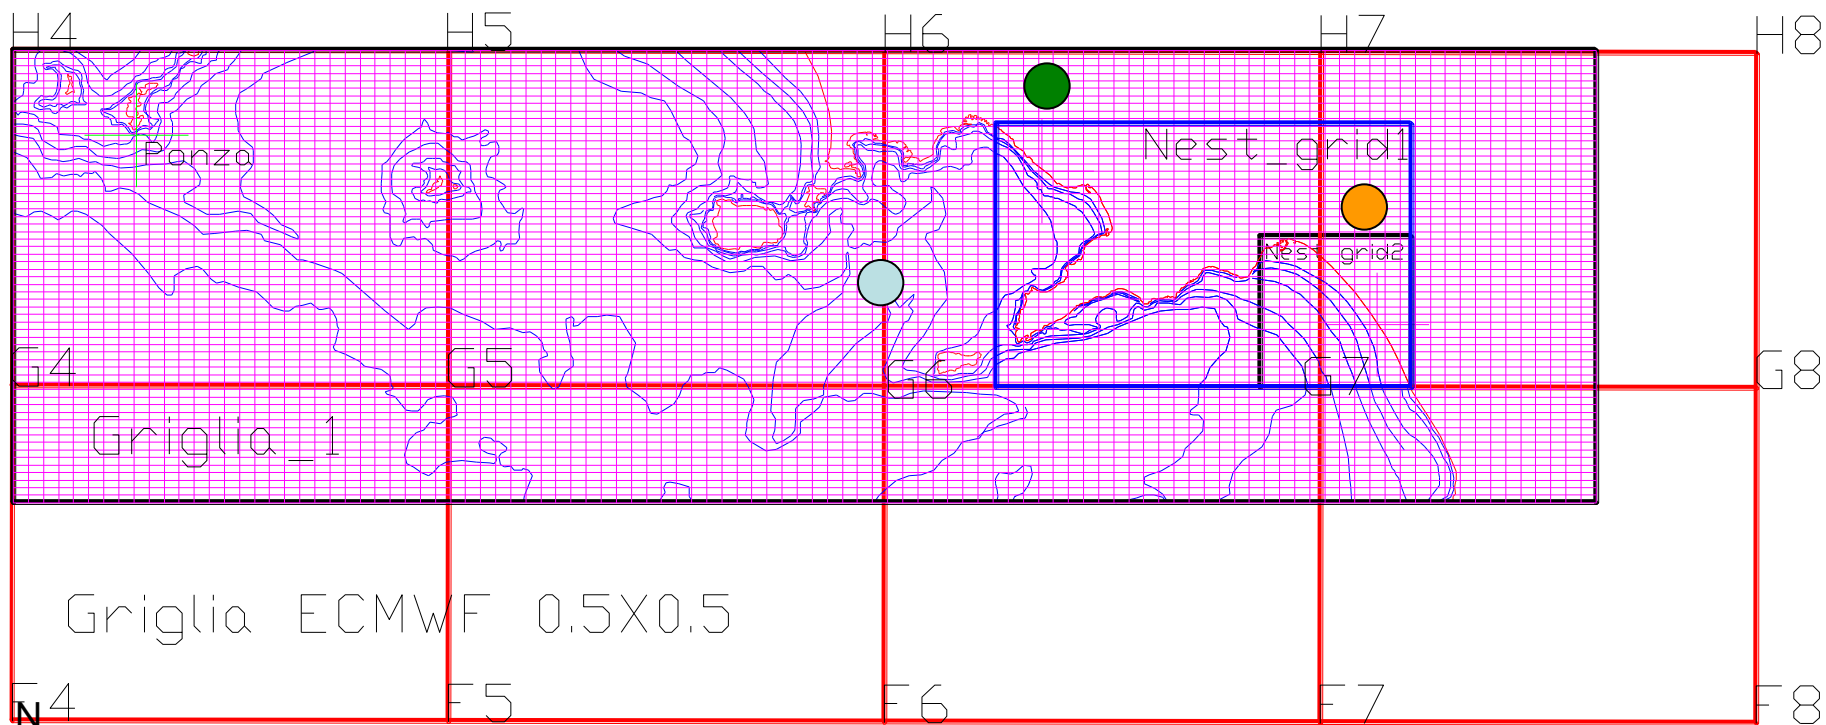 H4 H5 H6 H7 H8
Ponza
Nest_grid1
Nest_grid2
G4 G5 G6 G7 G8
Griglia_1
Griglia ECMWF 0.5X0.5
F4 F5 F6 F7 F8
N